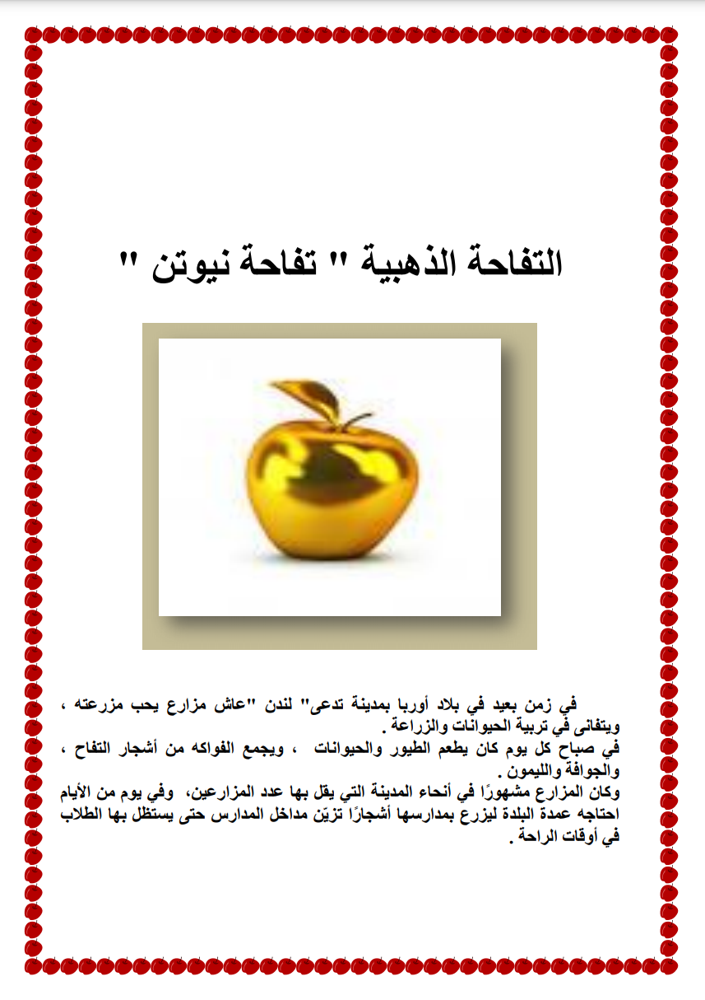 التفاحة الذهبية " تفاحة نيوتن "
في زمن بعيد في بلاد أوربا بمدينة تدعى" لندن "عاش مزارع يحب مزرعته ،
ويتفانى في تربية الحيوانات والزراعة .
في صباح كل يوم كان يطعم الطيور والحيوانات ، ويجمع الفواكه من أشجار التفاح ،
والجوافة والليمون .
وكان المزارع مشهورًا في أنحاء المدينة التي يقل بها عدد المزارعين، وفي يوم من الأيام
احتاجه عمدة البلدة ليزرع بمدارسها أشجارًا تزيّن مداخل المدارس حتى يستظل بها الطلاب
في أوقات الراحة .